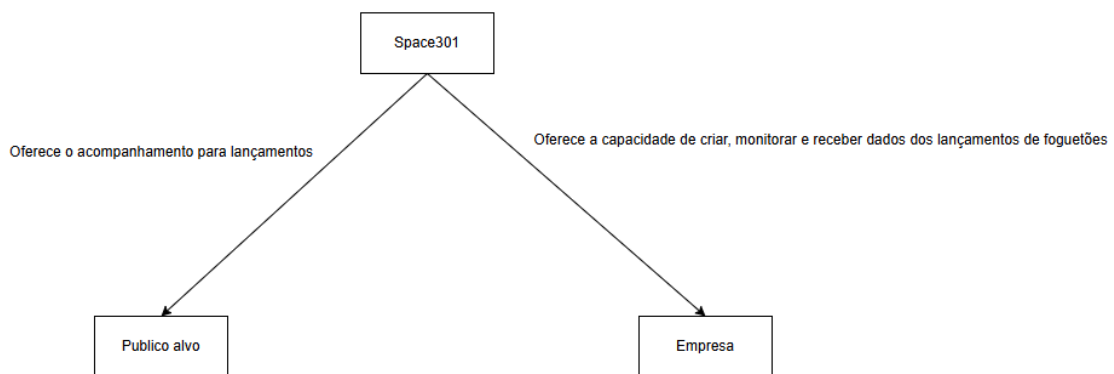 Space301
Oferece o acompanhamento para lançamentos
Oferece a capacidade de criar, monitorar e receber dados dos lançamentos de foguetões
Publico alvo
Empresa